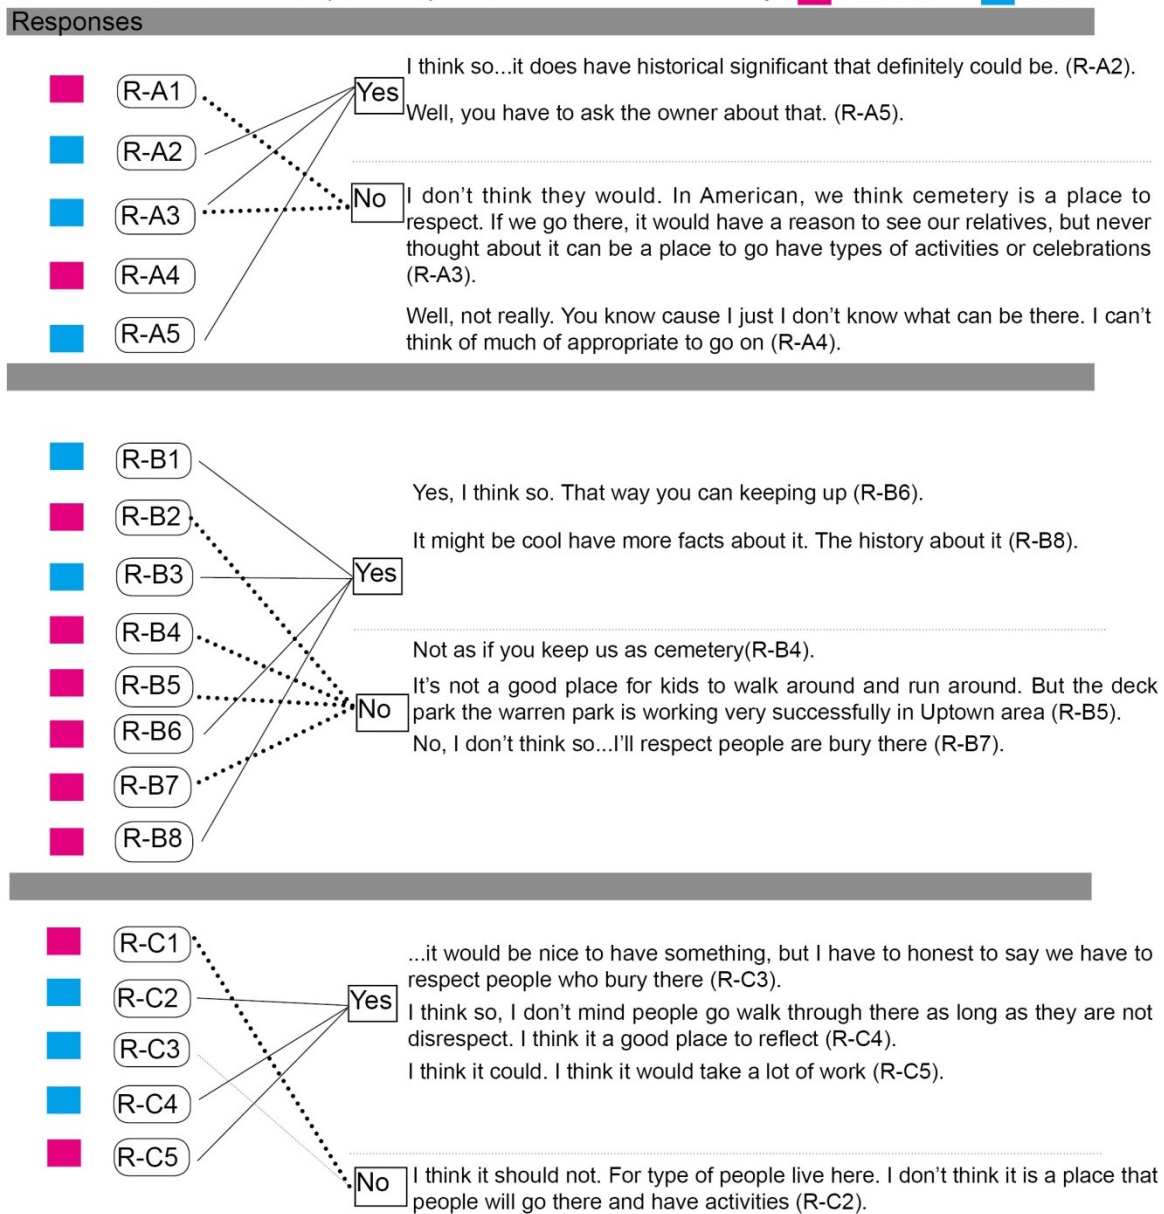 Responses
R-A1
R-A2
R-A3
R-A4
R-A5
Yes
I think so...it does have historical significant that definitely could be. (R-A2).
Well, you have to ask the owner about that. (R-A5).
No
I don't think they would. In American, we think cemetery is a place to
respect. If we go there, it would have a reason to see our relatives, but never
thought about it can be a place to go have types of activities or celebrations
(R-A3).
Well, not really. You know cause I just I don't know what can be there. I can't
think of much of appropriate to go on (R-A4).
R-B1
R-B2
R-B3
R-B4
R-B5
R-B6
R-B7
R-B8
Yes, I think so. That way you can keeping up (R-B6).
It might be cool have more facts about it. The history about it (R-B8).
Yes
Not as if you keep us as cemetery(R-B4).
It's not a good place for kids to walk around and run around. But the deck
park the warren park is working very successfully in Uptown area (R-B5).
No
No, I don't think so...I'll respect people are bury there (R-B7).
R-C1
R-C2
R-C3
R-C4
R-C5
...it would be nice to have something, but I have to honest to say we have to
respect people who bury there (R-C3).
Yes
I think so, I don't mind people go walk through there as long as they are not
disrespect. I think it a good place to reflect (R-C4).
I think it could. I think it would take a lot of work (R-C5).
No
I think it should not. For type of people live here. I don't think it is a place that
people will go there and have activities (R-C2).